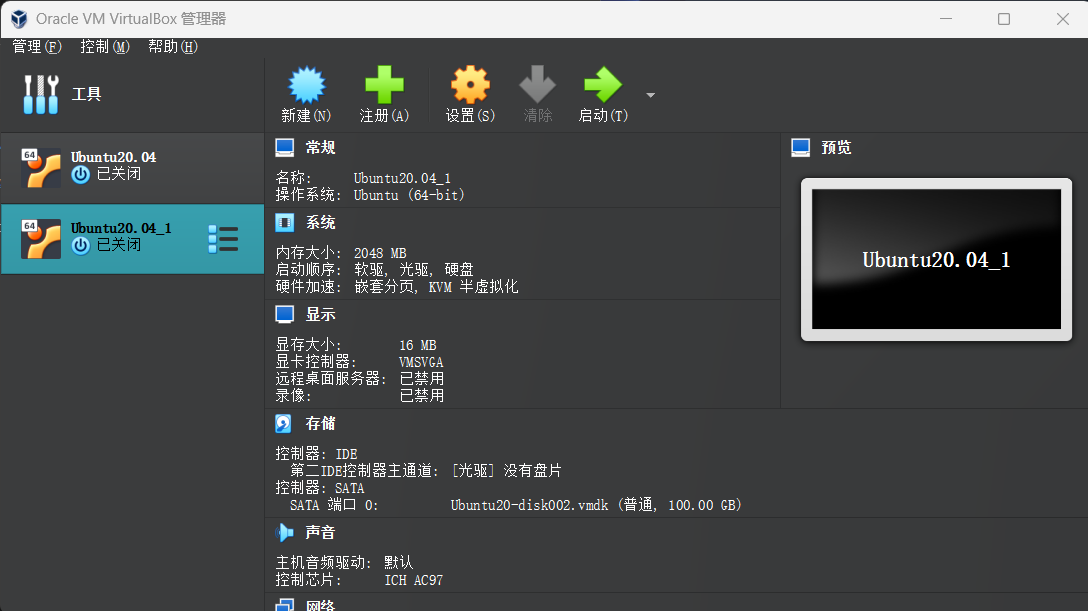 Oracle VM VirtualBox 管理器
管理(F) 控制(M) 帮助(H)
工具
新建(N) 注册(A) 设置(S) 清除 启动(T)
64
Ubuntu20.04
已关闭
64
Ubuntu20.04_1
已关闭
常规
名称: Ubuntu20.04_1
操作系统: Ubuntu (64-bit)
系统
内存大小: 2048 MB
启动顺序: 软驱, 光驱, 硬盘
硬件加速: 嵌套分页, KVM 半虚拟化
显示
显存大小: 16 MB
显卡控制器: VMSVGA
远程桌面服务器: 已禁用
录像: 已禁用
存储
控制器: IDE
第二IDE控制器主通道: [光驱] 没有盘片
控制器: SATA
SATA 端口 0: Ubuntu20-disk002.vmdk (普通, 100.00 GB)
声音
主机音频驱动: 默认
控制芯片: ICH AC97
网络
预览
Ubuntu20.04_1